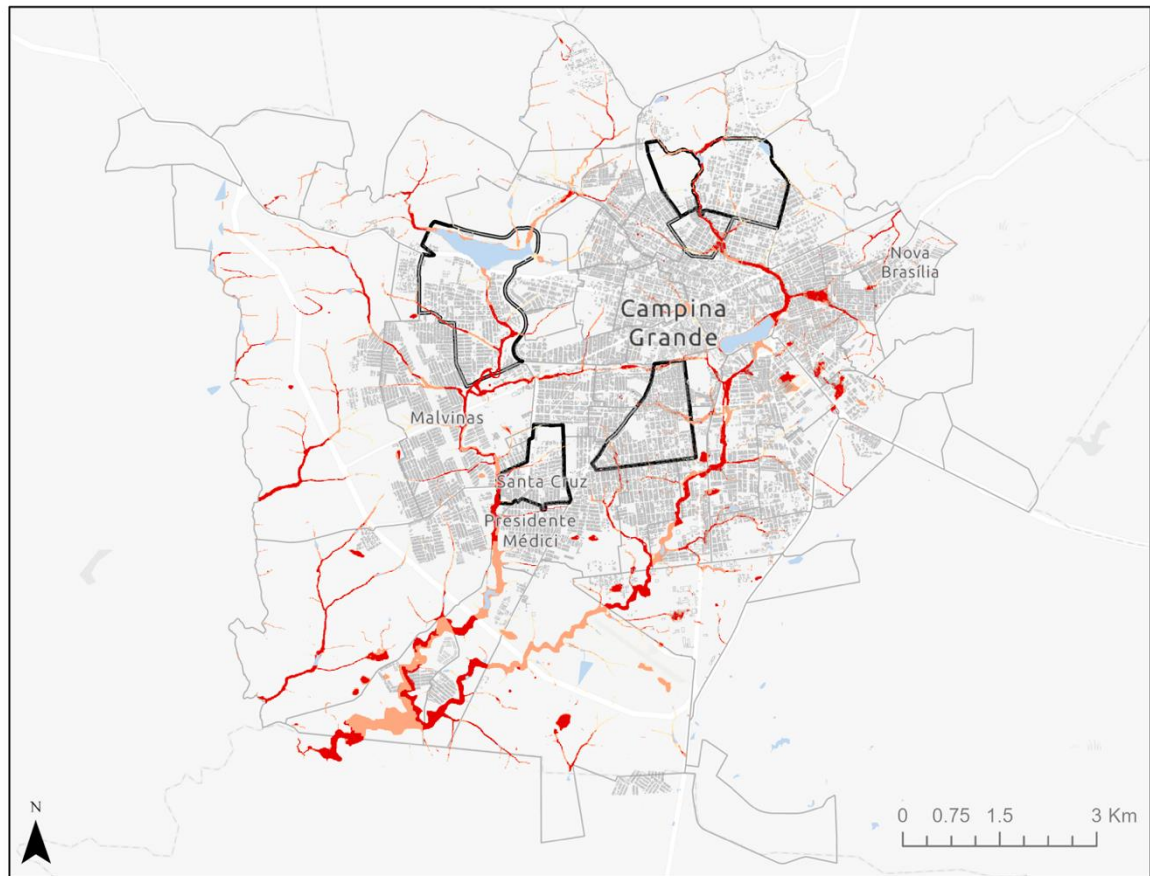 Nova
Brasília
Campina
Grande
Malvinas
Santa Cruz
Presidente
Médici
N
0 0.75 1.5 3 Km